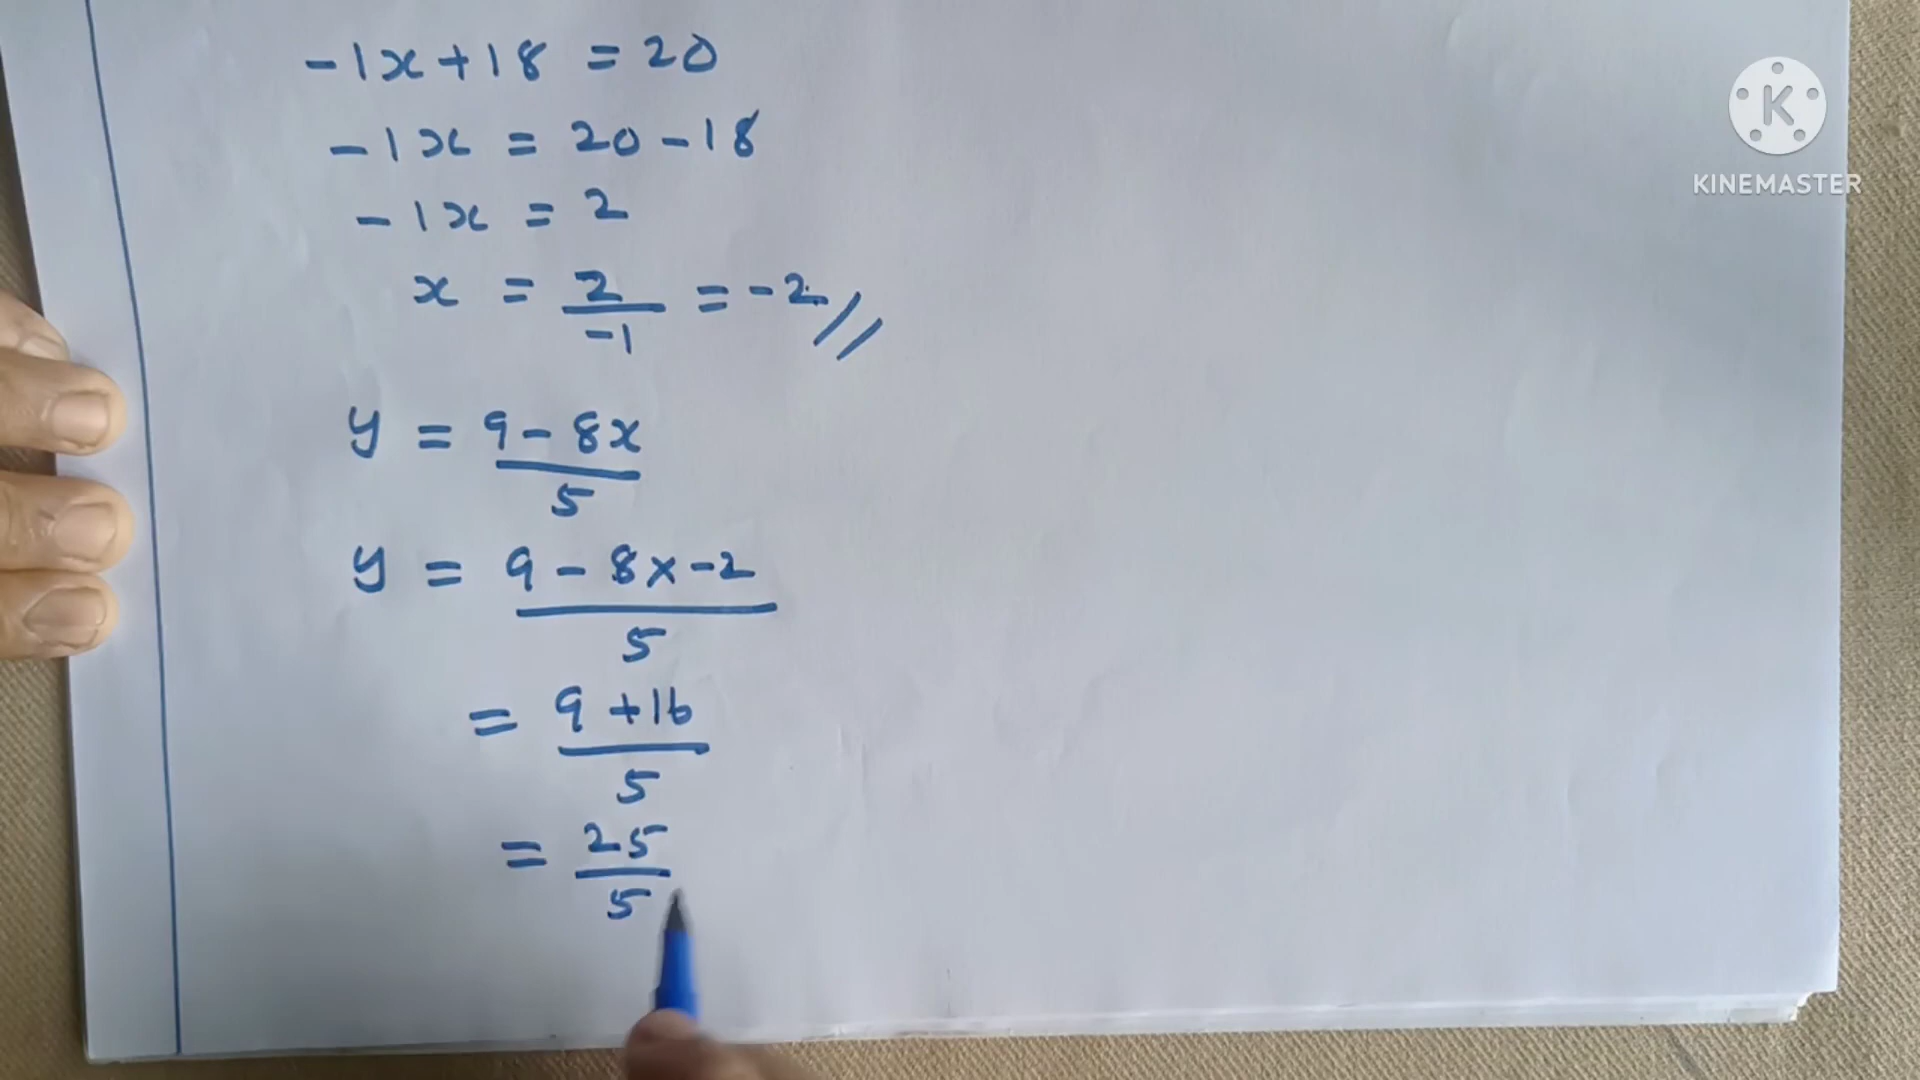 -1x+18 = 20
-1x = 20-18
-1x = 2
x = 2/-1 = -2//
y = 9-8x/5
y = 9-8x-2/5
= 9+16/5
= 25/5
K
KINEMASTER